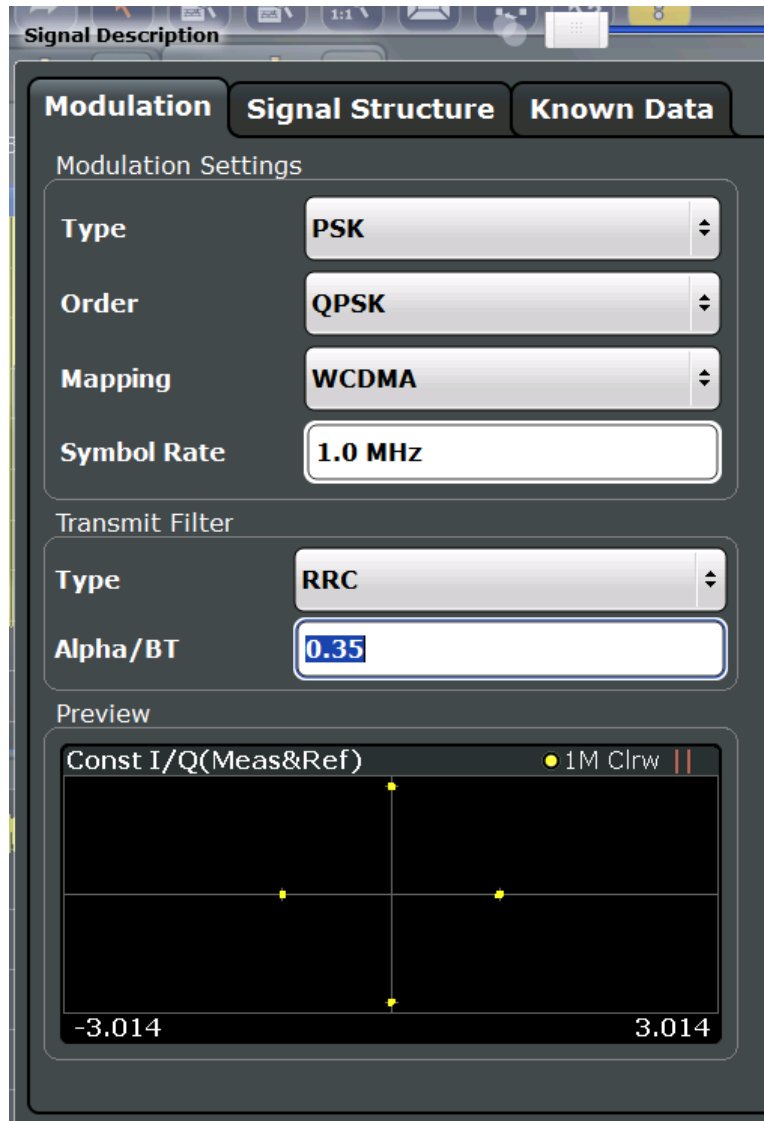 1:1
Signal Description
Modulation Signal Structure Known Data
Modulation Settings
Type PSK
Order QPSK
Mapping WCDMA
Symbol Rate 1.0 MHz
Transmit Filter
Type RRC
Alpha/BT 0.35
Preview
Const I/Q(Meas&Ref) 1M Clrw
-3.014 3.014